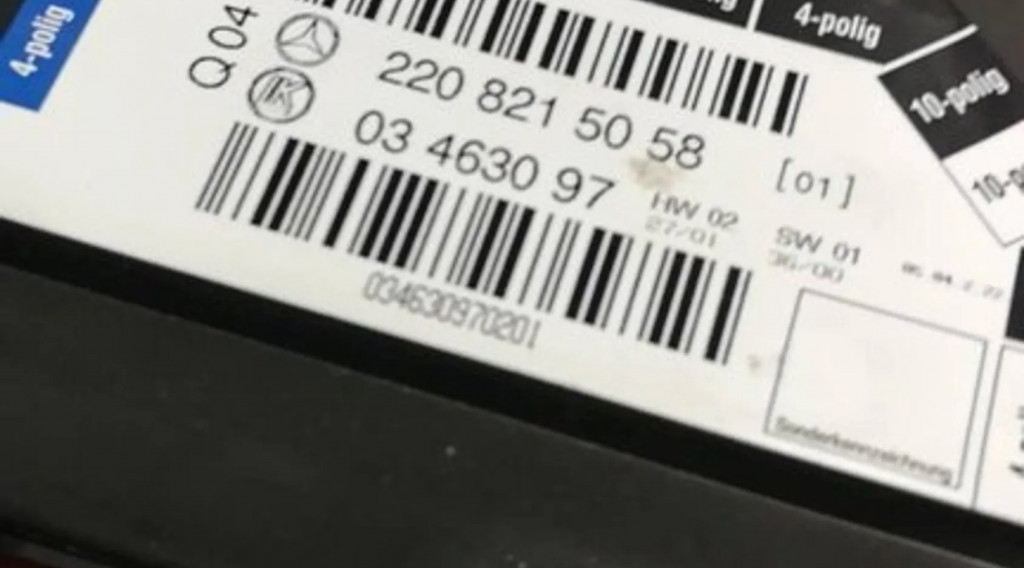 4-polig
4-polig
10-polig
Q 04
220 821 50 58
[01]
03 4630 97
HW 02
27/01
SW 01
36/00
034630970201
Sonderkennzeichnung